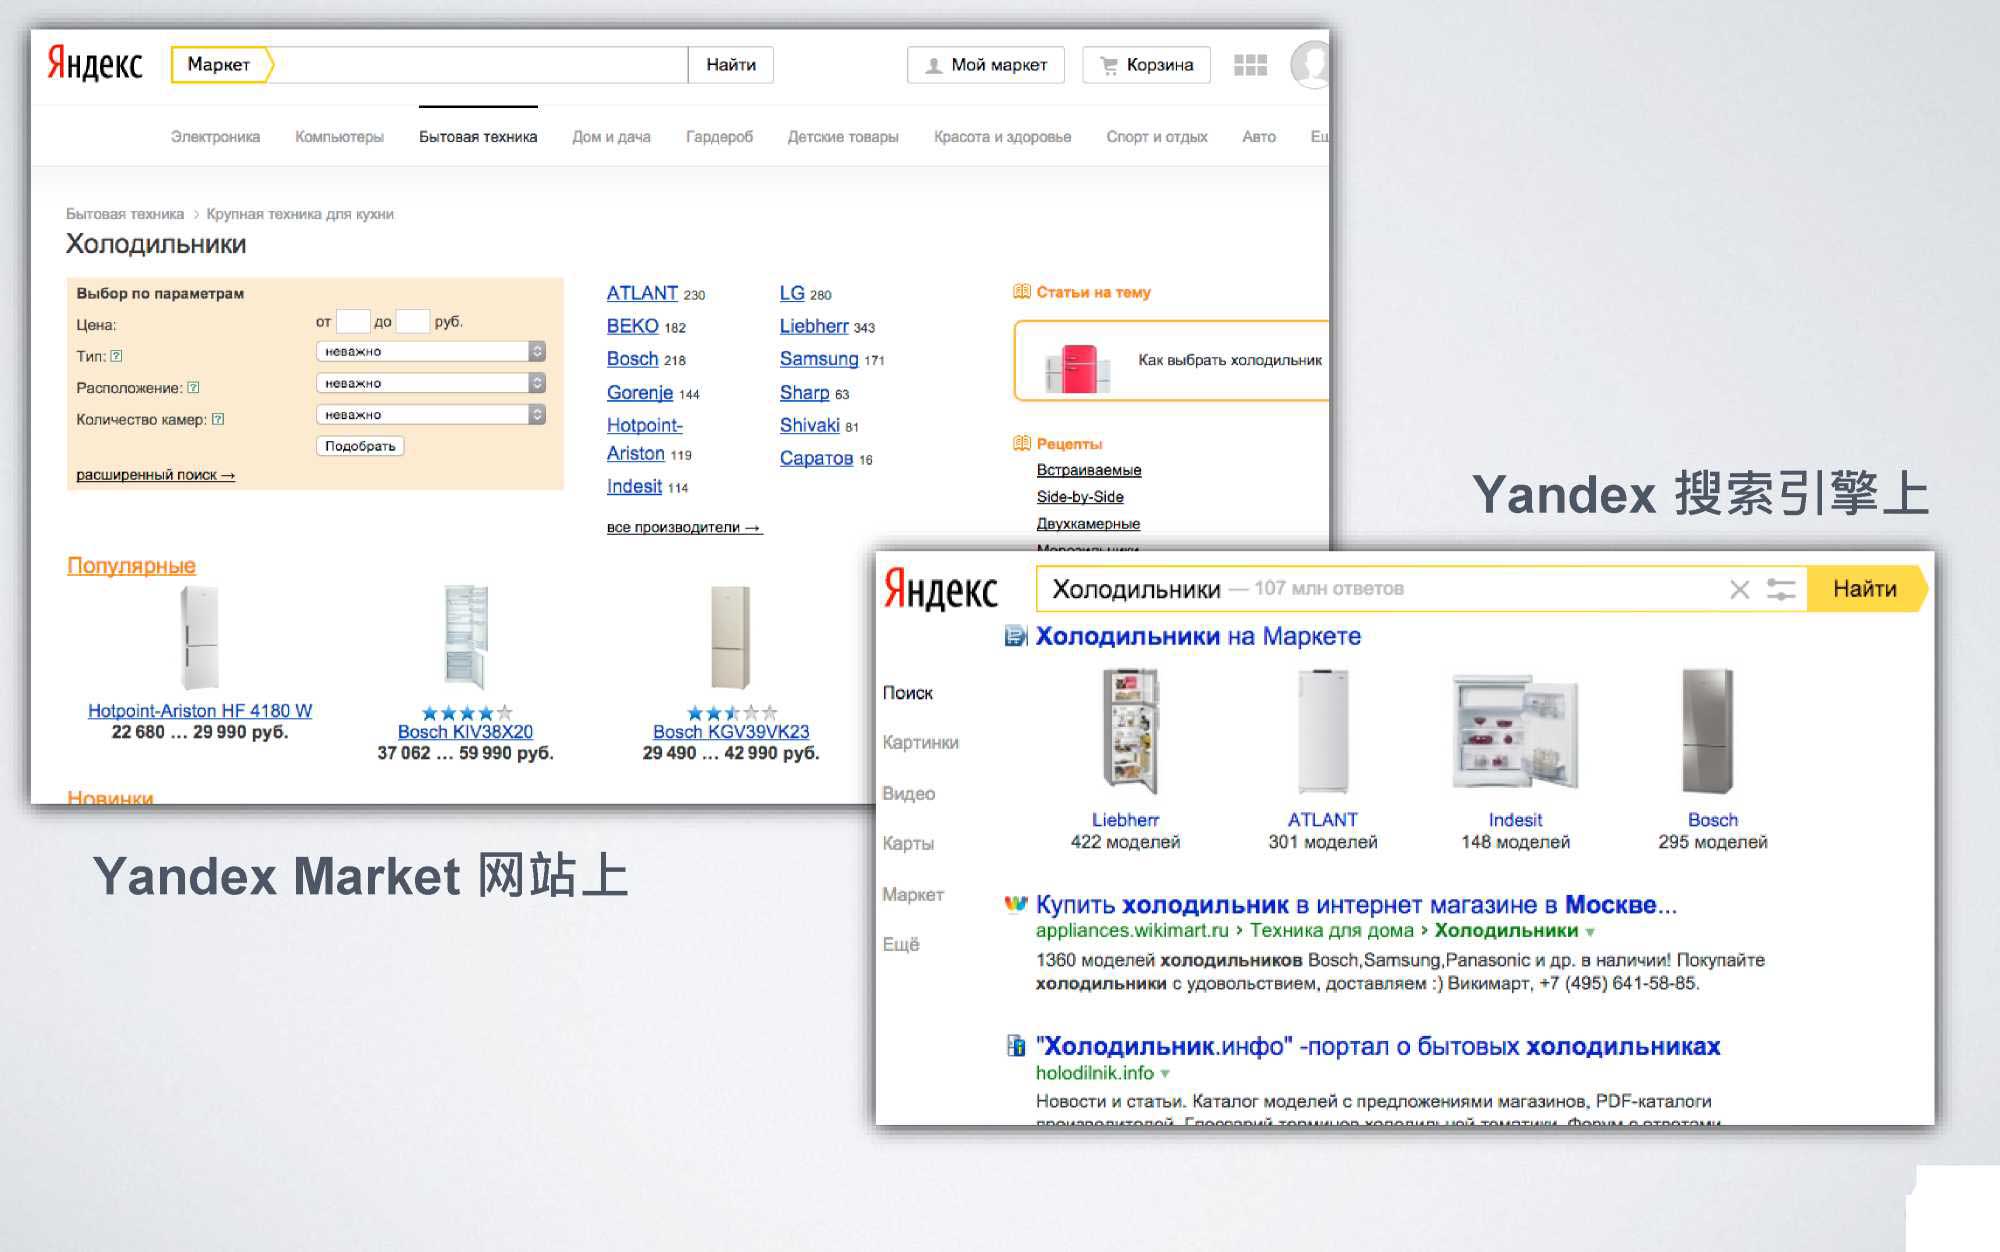 Яндекс Маркет Найти Мой маркет Корзина
Электроника Компьютеры Бытовая техника Дом и дача Гардероб Детские товары Красота и здоровье Спорт и отдых Авто
Бытовая техника > Крупная техника для кухни
Холодильники
Выбор по параметрам
Цена: от до руб.
Тип: ? неважно
Расположение: ? неважно
Количество камер: ? неважно
Подобрать
расширенный поиск →
ATLANT 230
BEKO 182
Bosch 218
Gorenje 144
Hotpoint-
Ariston 119
Indesit 114
все производители →
LG 280
Liebherr 343
Samsung 171
Sharp 63
Shivaki 81
Саратов 16
Статьи на тему
Как выбрать холодильник
Рецепты
Встраиваемые
Side-by-Side
Двухкамерные
Популярные
Hotpoint-Ariston HF 4180 W
22 680 ... 29 990 руб.
Bosch KIV38X20
37 062 ... 59 990 руб.
Bosch KGV39VK23
29 490 ... 42 990 руб.
Новинки
Yandex Market 网站上
Yandex 搜索引擎上
Яндекс Холодильники — 107 млн ответов Найти
Поиск
Картинки
Видео
Карты
Маркет
Ещё
Холодильники на Маркете
Liebherr ATLANT Indesit Bosch
422 моделей 301 моделей 148 моделей 295 моделей
Купить холодильник в интернет магазине в Москве...
appliances.wikimart.ru › Техника для дома › Холодильники
1360 моделей холодильников Bosch,Samsung,Panasonic и др. в наличии! Покупайте
холодильники с удовольствием, доставляем :) Викимарт, +7 (495) 641-58-85.
"Холодильник.инфо" -портал о бытовых холодильниках
holodilnik.info
Новости и статьи. Каталог моделей с предложениями магазинов, PDF-каталоги